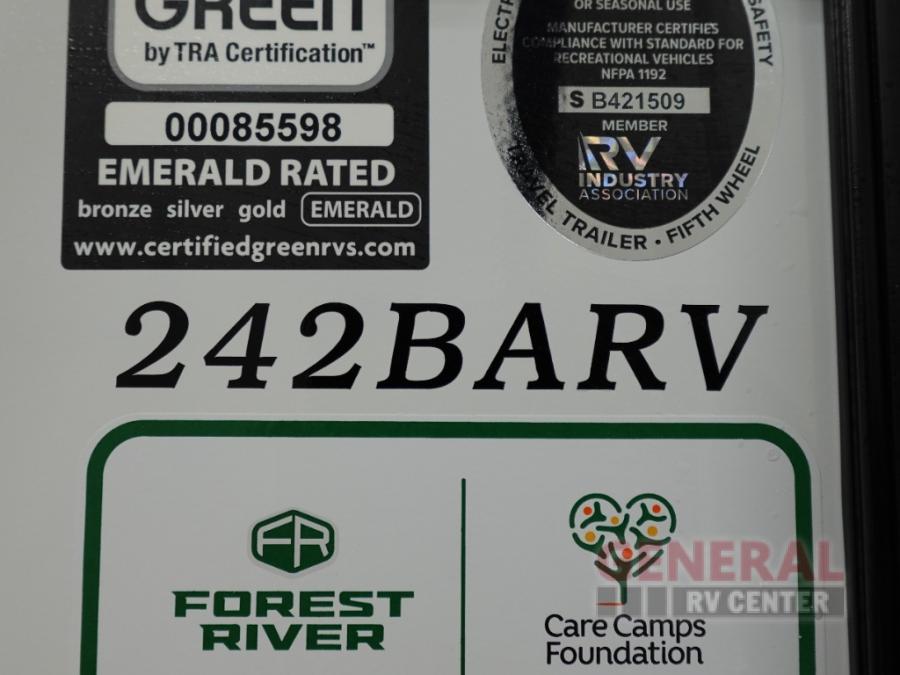 GREEN
by TRA Certification™
00085598
EMERALD RATED
bronze silver gold EMERALD
www.certifiedgreenrvs.com
OR SEASONAL USE
MANUFACTURER CERTIFIES
COMPLIANCE WITH STANDARD FOR
RECREATIONAL VEHICLES
NFPA 1192
S B421509
MEMBER
RV
INDUSTRY
ASSOCIATION
SAFETY
TRAILER • FIFTH WHEEL
242BARV
FR
FOREST
RIVER
Care Camps
Foundation
GENERAL
RV CENTER